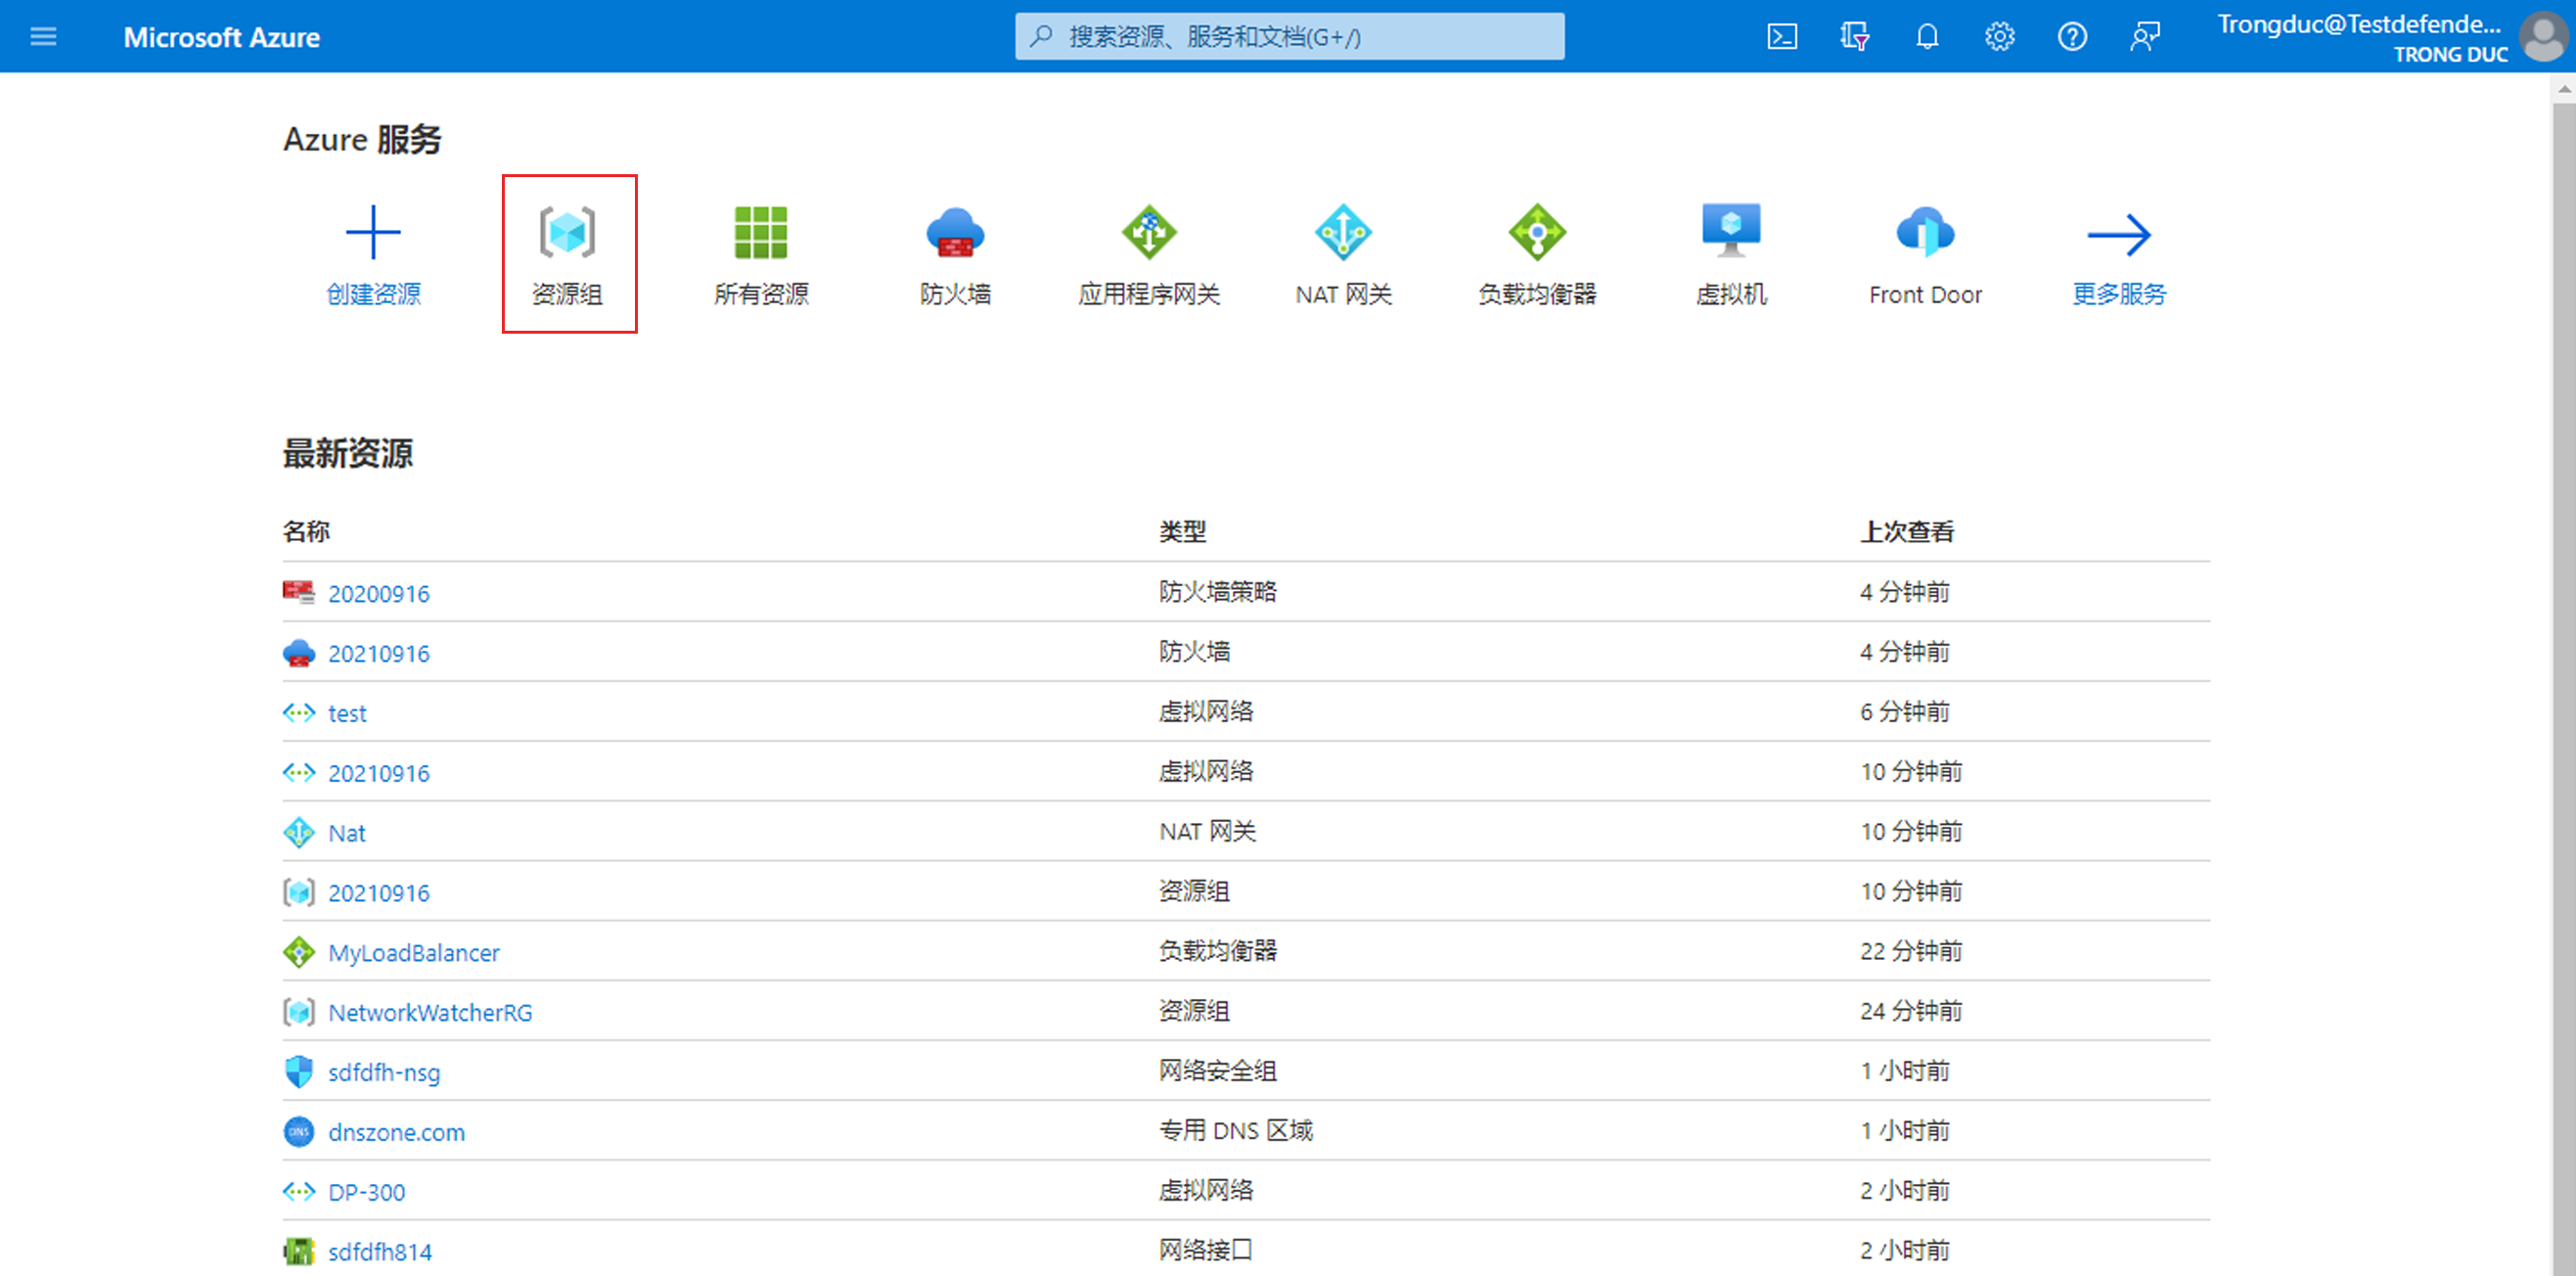 Microsoft Azure
搜索资源、服务和文档(G+/)
Trongduc@Testdefende...
TRONG DUC
Azure 服务
创建资源
资源组
所有资源
防火墙
应用程序网关
NAT 网关
负载均衡器
虚拟机
Front Door
更多服务
最新资源
名称 类型 上次查看
20200916 防火墙策略 4 分钟前
20210916 防火墙 4 分钟前
test 虚拟网络 6 分钟前
20210916 虚拟网络 10 分钟前
Nat NAT 网关 10 分钟前
20210916 资源组 10 分钟前
MyLoadBalancer 负载均衡器 22 分钟前
NetworkWatcherRG 资源组 24 分钟前
sdfdfh-nsg 网络安全组 1 小时前
DNS dnszone.com 专用 DNS 区域 1 小时前
DP-300 虚拟网络 2 小时前
sdfdfh814 网络接口 2 小时前